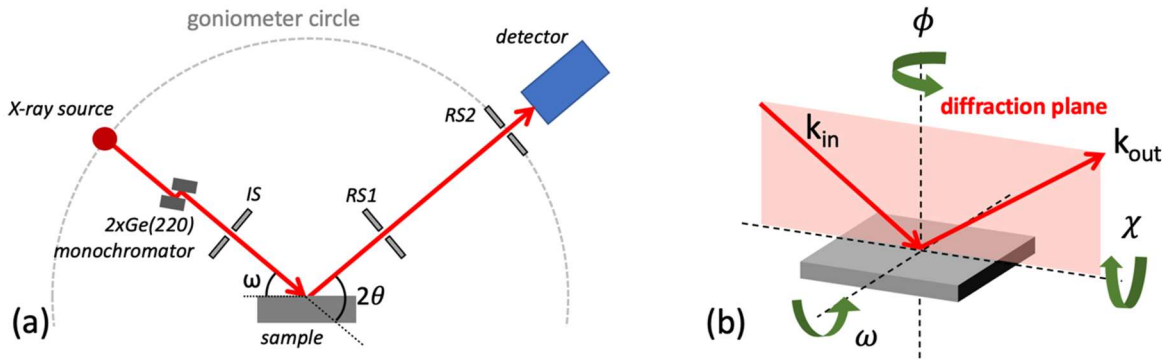 goniometer circle
detector
X-ray source
RS2
IS
RS1
2xGe(220)
monochromator
ω
2θ
sample
(a)
ϕ
diffraction plane
k_in
k_out
χ
ω
(b)